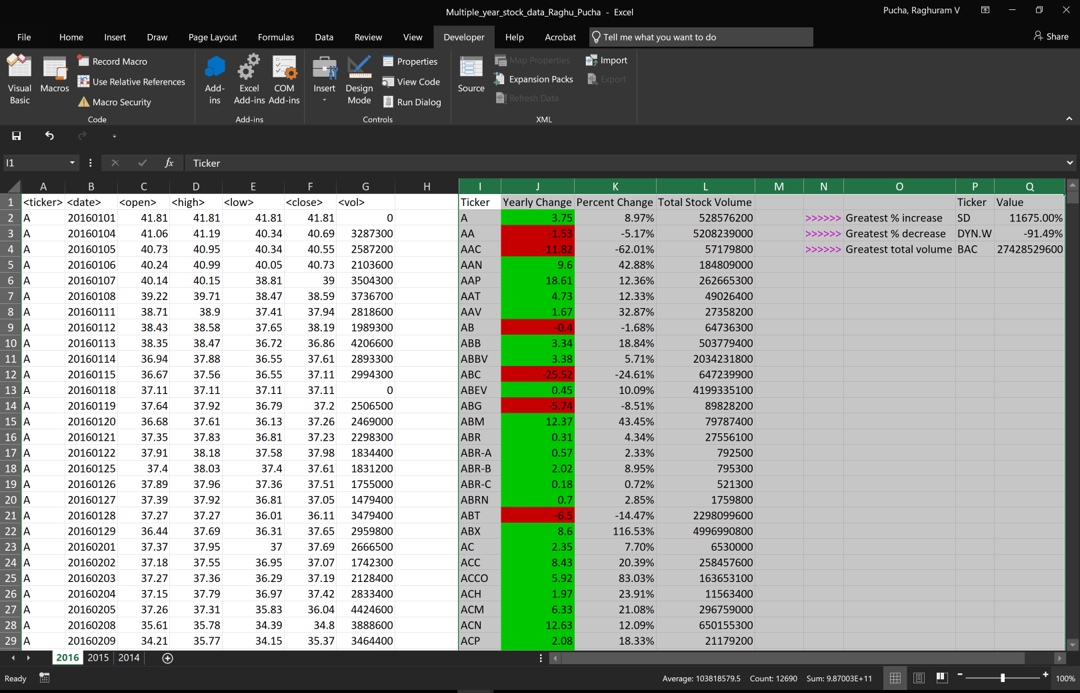 Multiple_year_stock_data_Raghu_Pucha - Excel
Pucha, Raghuram V
File Home Insert Draw Page Layout Formulas Data Review View Developer Help Acrobat Tell me what you want to do Share
Visual Basic
Macros
Record Macro
Use Relative References
Macro Security
Code
Add-ins
Excel Add-ins
COM Add-ins
Add-ins
Insert
Design Mode
Properties
View Code
Run Dialog
Controls
Source
Map Properties
Expansion Packs
Refresh Data
Import
Export
XML
I1 fx Ticker
A B C D E F G H I J K L M N O P Q
1 <ticker> <date> <open> <high> <low> <close> <vol> Ticker Yearly Change Percent Change Total Stock Volume Ticker Value
2 A 20160101 41.81 41.81 41.81 41.81 0 A 3.75 8.97% 528576200 >>>>>> Greatest % increase SD 11675.00%
3 A 20160104 41.06 41.19 40.34 40.69 3287300 AA -1.53 -5.17% 5208239000 >>>>>> Greatest % decrease DYN.W -91.49%
4 A 20160105 40.73 40.95 40.34 40.55 2587200 AAC -11.82 -62.01% 57179800 >>>>>> Greatest total volume BAC 27428529600
5 A 20160106 40.24 40.99 40.05 40.73 2103600 AAN 9.6 42.88% 184809000
6 A 20160107 40.14 40.15 38.81 39 3504300 AAP 18.61 12.36% 262665300
7 A 20160108 39.22 39.71 38.47 38.59 3736700 AAT 4.73 12.33% 49026400
8 A 20160111 38.71 38.9 37.41 37.94 2818600 AAV 1.67 32.87% 27358200
9 A 20160112 38.43 38.58 37.65 38.19 1989300 AB -0.4 -1.68% 64736300
10 A 20160113 38.35 38.47 36.72 36.86 4206600 ABB 3.34 18.84% 503779400
11 A 20160114 36.94 37.88 36.55 37.61 2893300 ABBV 3.38 5.71% 2034231800
12 A 20160115 36.67 37.56 36.55 37.11 2994300 ABC -25.52 -24.61% 647239900
13 A 20160118 37.11 37.11 37.11 37.11 0 ABEV 0.45 10.09% 4199335100
14 A 20160119 37.64 37.92 36.79 37.2 2506500 ABG -5.74 -8.51% 89828200
15 A 20160120 36.68 37.61 36.13 37.26 2469000 ABM 12.37 43.45% 79787400
16 A 20160121 37.35 37.83 36.81 37.23 2298300 ABR 0.31 4.34% 27556100
17 A 20160122 37.91 38.18 37.58 37.98 1834400 ABR-A 0.57 2.33% 792500
18 A 20160125 37.4 38.03 37.4 37.61 1831200 ABR-B 2.02 8.95% 795300
19 A 20160126 37.89 37.96 37.36 37.51 1755000 ABR-C 0.18 0.72% 521300
20 A 20160127 37.39 37.92 36.81 37.05 1479400 ABRN 0.7 2.85% 1759800
21 A 20160128 37.27 37.27 36.01 36.11 3479400 ABT -6.5 -14.47% 2298099600
22 A 20160129 36.44 37.69 36.31 37.65 2959800 ABX 8.6 116.53% 4996990800
23 A 20160201 37.37 37.95 37 37.69 2666500 AC 2.35 7.70% 6530000
24 A 20160202 37.18 37.55 36.95 37.07 1742300 ACC 8.43 20.39% 258457600
25 A 20160203 37.27 37.36 36.29 37.19 2128400 ACCO 5.92 83.03% 163653100
26 A 20160204 37.15 37.79 36.97 37.42 2833400 ACH 1.97 23.91% 11563400
27 A 20160205 37.26 37.31 35.83 36.04 4424600 ACM 6.33 21.08% 296759000
28 A 20160208 35.61 35.78 34.39 34.8 3888600 ACN 12.63 12.09% 650155300
29 A 20160209 34.21 35.77 34.15 35.37 3464400 ACP 2.08 18.33% 21179200
2016 2015 2014
Ready Average: 103818579.5 Count: 12690 Sum: 9.87003E+11 100%